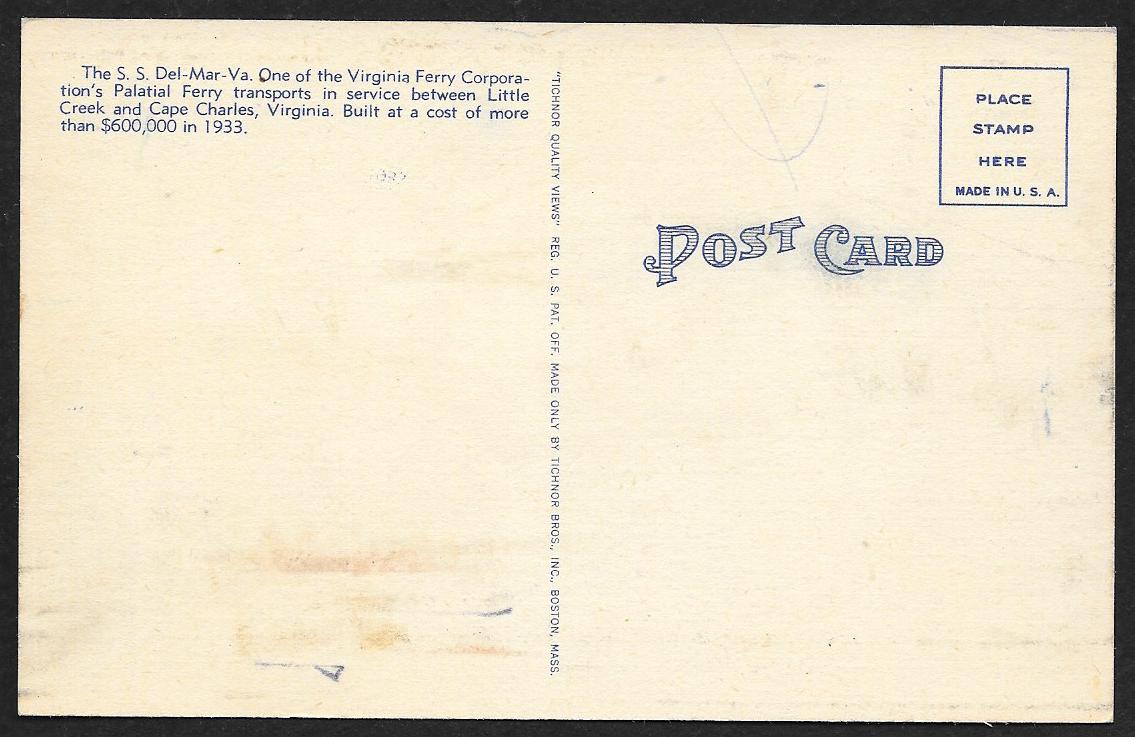 The S. S. Del-Mar-Va. One of the Virginia Ferry Corpora-
tion's Palatial Ferry transports in service between Little
Creek and Cape Charles, Virginia. Built at a cost of more
than $600,000 in 1933.
"TICHNOR QUALITY VIEWS" REG. U. S. PAT. OFF. MADE ONLY BY TICHNOR BROS., INC., BOSTON, MASS.
PLACE
STAMP
HERE
MADE IN U. S. A.
POST CARD